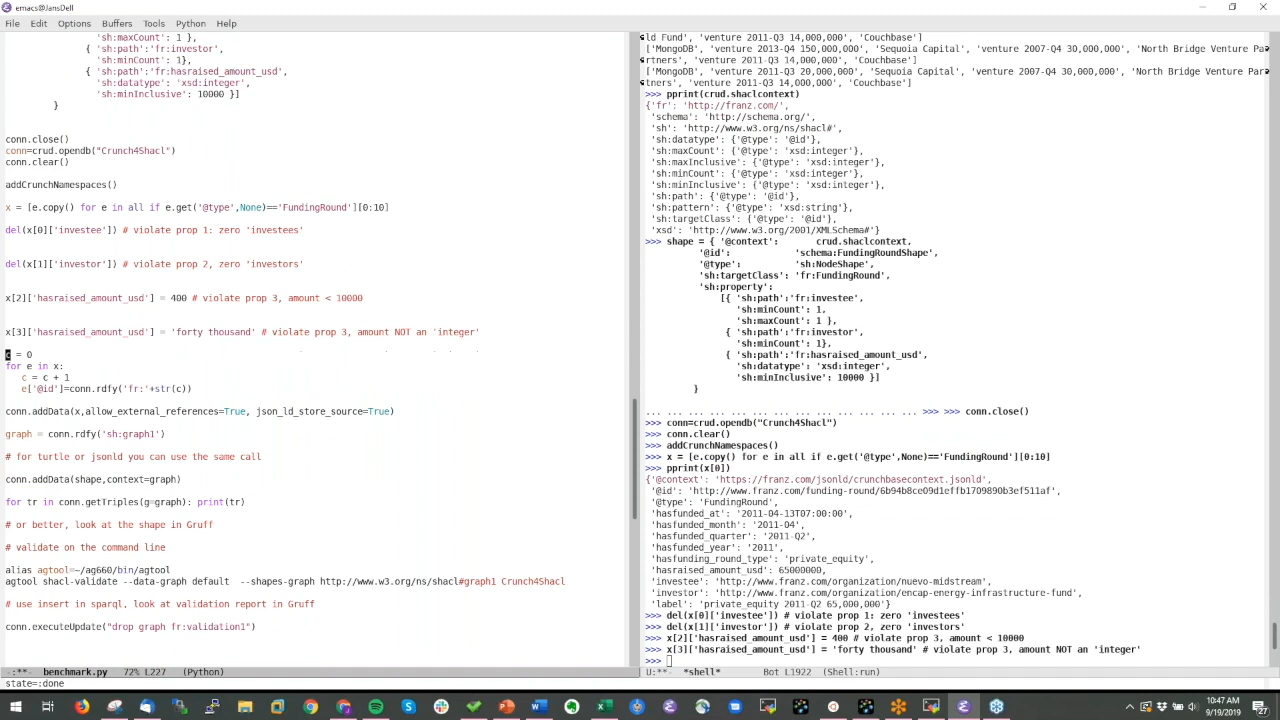 emacs@JansDell
File Edit Options Buffers Tools Python Help
'sh:maxCount': 1 },
{ 'sh:path':'fr:investor',
'sh:minCount': 1},
{ 'sh:path':'fr:hasraised_amount_usd',
'sh:datatype': 'xsd:integer',
'sh:minInclusive': 10000 }]
}
conn.close()
conn=crud.opendb("Crunch4Shacl")
conn.clear()
addCrunchNamespaces()
x = [e.copy() for e in all if e.get('@type',None)=='FundingRound'][0:10]
del(x[0]['investee']) # violate prop 1: zero 'investees'
del(x[1]['investor']) # violate prop 2, zero 'investors'
x[2]['hasraised_amount_usd'] = 400 # violate prop 3, amount < 10000
x[3]['hasraised_amount_usd'] = 'forty thousand' # violate prop 3, amount NOT an 'integer'
c = 0
for e in x:
c = c + 1
e['@id']=conn.rdfy('fr:'+str(c))
conn.addData(x,allow_external_references=True, json_ld_store_source=True)
graph = conn.rdfy('sh:graph1')
# for turtle or jsonld you can use the same call
conn.addData(shape,context=graph)
for tr in conn.getTriples(g=graph): print(tr)
# or better, look at the shape in Gruff
# validate on the command line
alias agtool=~/ag660/bin/agtool
agtool shacl-validate --data-graph default  --shapes-graph http://www.w3.org/ns/shacl#graph1 Crunch4Shacl
# use insert in sparql, look at validation report in Gruff
conn.executeUpdate("drop graph fr:validation1")
-:**-  benchmark.py   72% L227   (Python)
state=:done
ld Fund', 'venture 2011-Q3 14,000,000', 'Couchbase']
['MongoDB', 'venture 2013-Q4 150,000,000', 'Sequoia Capital', 'venture 2007-Q4 30,000,000', 'North Bridge Venture Pa
rtners', 'venture 2011-Q3 14,000,000', 'Couchbase']
['MongoDB', 'venture 2011-Q3 20,000,000', 'Sequoia Capital', 'venture 2007-Q4 30,000,000', 'North Bridge Venture Par
tners', 'venture 2011-Q3 14,000,000', 'Couchbase']
>>> pprint(crud.shaclcontext)
{'fr': 'http://franz.com/',
'schema': 'http://schema.org/',
'sh': 'http://www.w3.org/ns/shacl#',
'sh:datatype': {'@type': '@id'},
'sh:maxCount': {'@type': 'xsd:integer'},
'sh:maxInclusive': {'@type': 'xsd:integer'},
'sh:minCount': {'@type': 'xsd:integer'},
'sh:minInclusive': {'@type': 'xsd:integer'},
'sh:path': {'@type': '@id'},
'sh:pattern': {'@type': 'xsd:string'},
'sh:targetClass': {'@type': '@id'},
'xsd': 'http://www.w3.org/2001/XMLSchema#'}
>>> shape = { '@context': crud.shaclcontext,
'@id': 'schema:FundingRoundShape',
'@type': 'sh:NodeShape',
'sh:targetClass': 'fr:FundingRound',
'sh:property':
[{ 'sh:path':'fr:investee',
'sh:minCount': 1,
'sh:maxCount': 1 },
{ 'sh:path':'fr:investor',
'sh:minCount': 1},
{ 'sh:path':'fr:hasraised_amount_usd',
'sh:datatype': 'xsd:integer',
'sh:minInclusive': 10000 }]
}
... ... ... ... ... ... ... ... ... ... ... ... ... >>> >>> conn.close()
>>> conn=crud.opendb("Crunch4Shacl")
>>> conn.clear()
>>> addCrunchNamespaces()
>>> x = [e.copy() for e in all if e.get('@type',None)=='FundingRound'][0:10]
>>> pprint(x[0])
{'@context': 'https://franz.com/jsonld/crunchbasecontext.jsonld',
'@id': 'http://www.franz.com/funding-round/6b94b8ce09d1effb1709890b3ef511af',
'@type': 'FundingRound',
'hasfunded_at': '2011-04-13T07:00:00',
'hasfunded_month': '2011-04',
'hasfunded_quarter': '2011-Q2',
'hasfunded_year': '2011',
'hasfunding_round_type': 'private_equity',
'hasraised_amount_usd': 65000000,
'investee': 'http://www.franz.com/organization/nuevo-midstream',
'investor': 'http://www.franz.com/organization/encap-energy-infrastructure-fund',
'label': 'private_equity 2011-Q2 65,000,000'}
>>> del(x[0]['investee']) # violate prop 1: zero 'investees'
>>> del(x[1]['investor']) # violate prop 2, zero 'investors'
>>> x[2]['hasraised_amount_usd'] = 400 # violate prop 3, amount < 10000
>>> x[3]['hasraised_amount_usd'] = 'forty thousand' # violate prop 3, amount NOT an 'integer'
>>>
U:**-  *shell*   Bot L1922  (Shell:run)
10:47 AM
9/19/2019